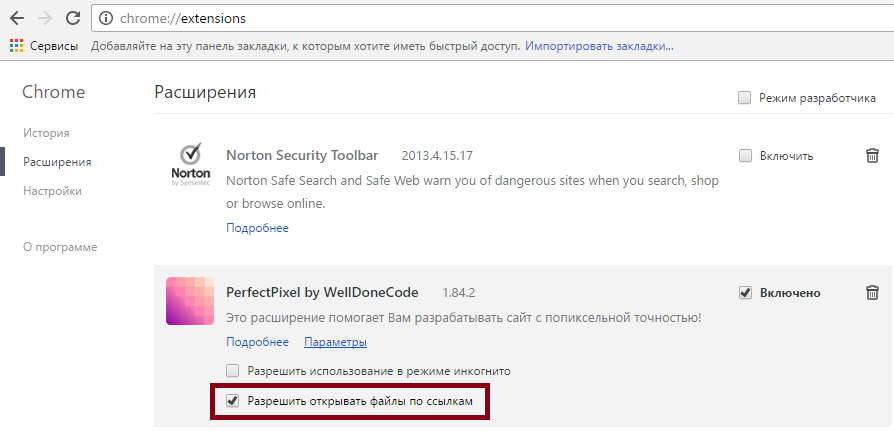 chrome://extensions
Сервисы Добавляйте на эту панель закладки, к которым хотите иметь быстрый доступ. Импортировать закладки...
Chrome
Расширения
Режим разработчика
История
Расширения
Настройки
О программе
Norton
by Symantec
Norton Security Toolbar 2013.4.15.17
Включить
Norton Safe Search and Safe Web warn you of dangerous sites when you search, shop
or browse online.
Подробнее
PerfectPixel by WellDoneCode 1.84.2
Включено
Это расширение помогает Вам разрабатывать сайт с попиксельной точностью!
Подробнее Параметры
Разрешить использование в режиме инкогнито
Разрешить открывать файлы по ссылкам